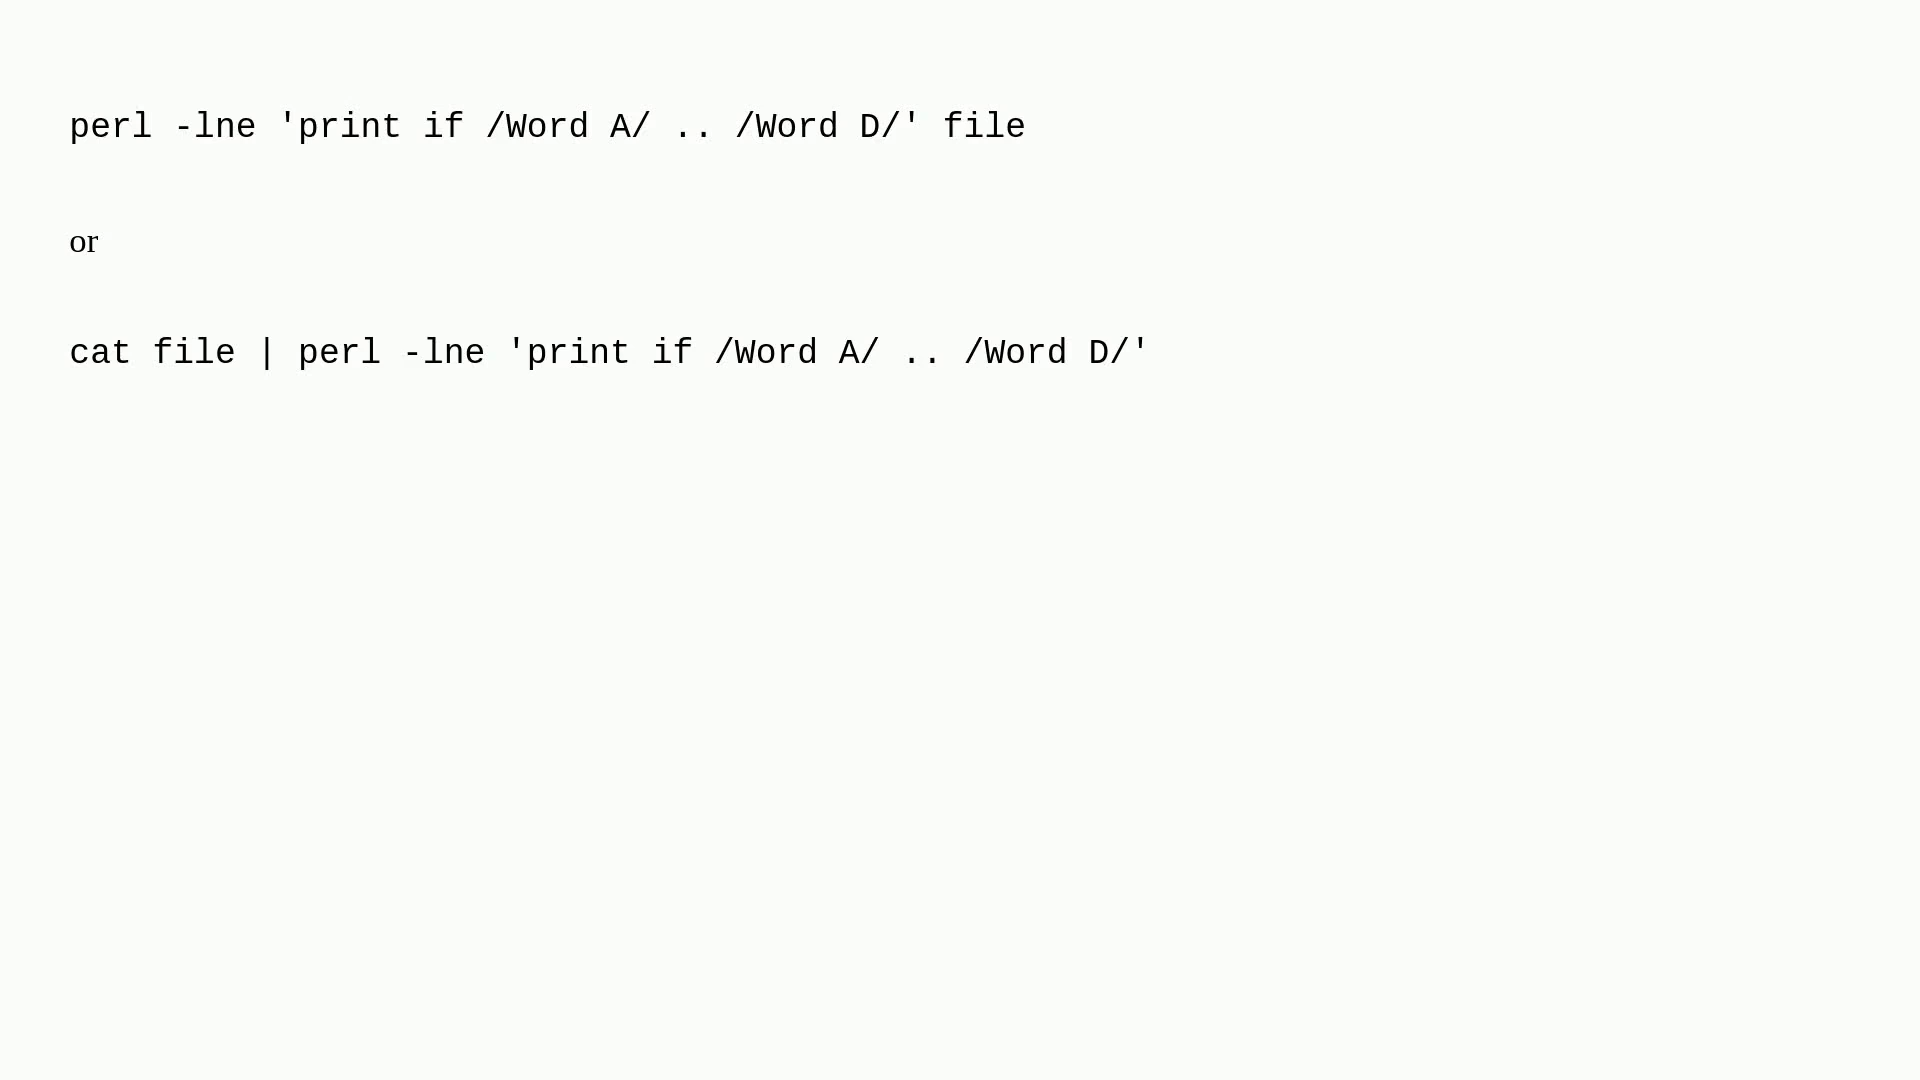 perl -lne 'print if /Word A/ .. /Word D/' file
or
cat file | perl -lne 'print if /Word A/ .. /Word D/'